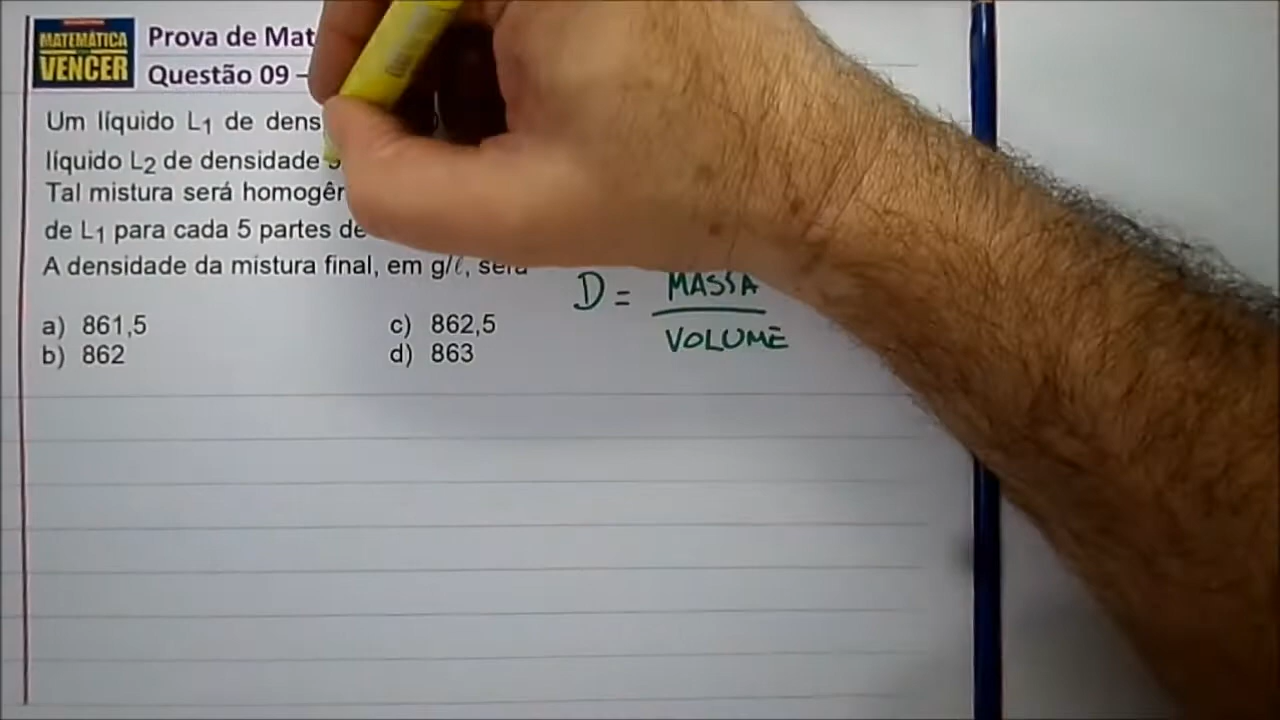 MATEMÁTICA
VENCER
Prova de Mat
Questão 09 –
Um líquido L1 de dens
líquido L2 de densidade
Tal mistura será homogên
de L1 para cada 5 partes de
A densidade da mistura final, em g/ℓ, será
a) 861,5
c) 862,5
b) 862
d) 863
D = MASSA
VOLUME